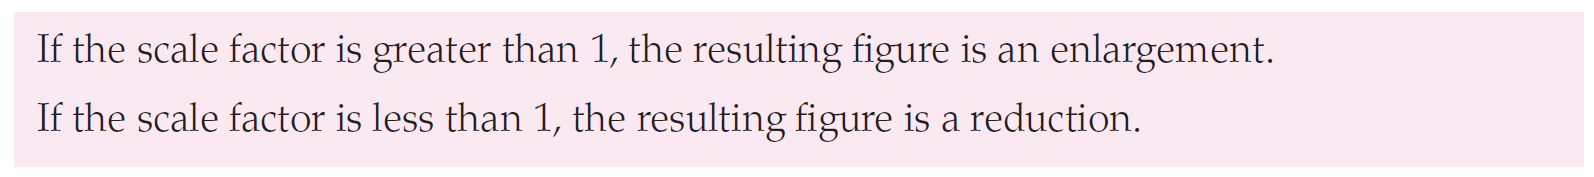 If the scale factor is greater than 1, the resulting figure is an enlargement.
If the scale factor is less than 1, the resulting figure is a reduction.